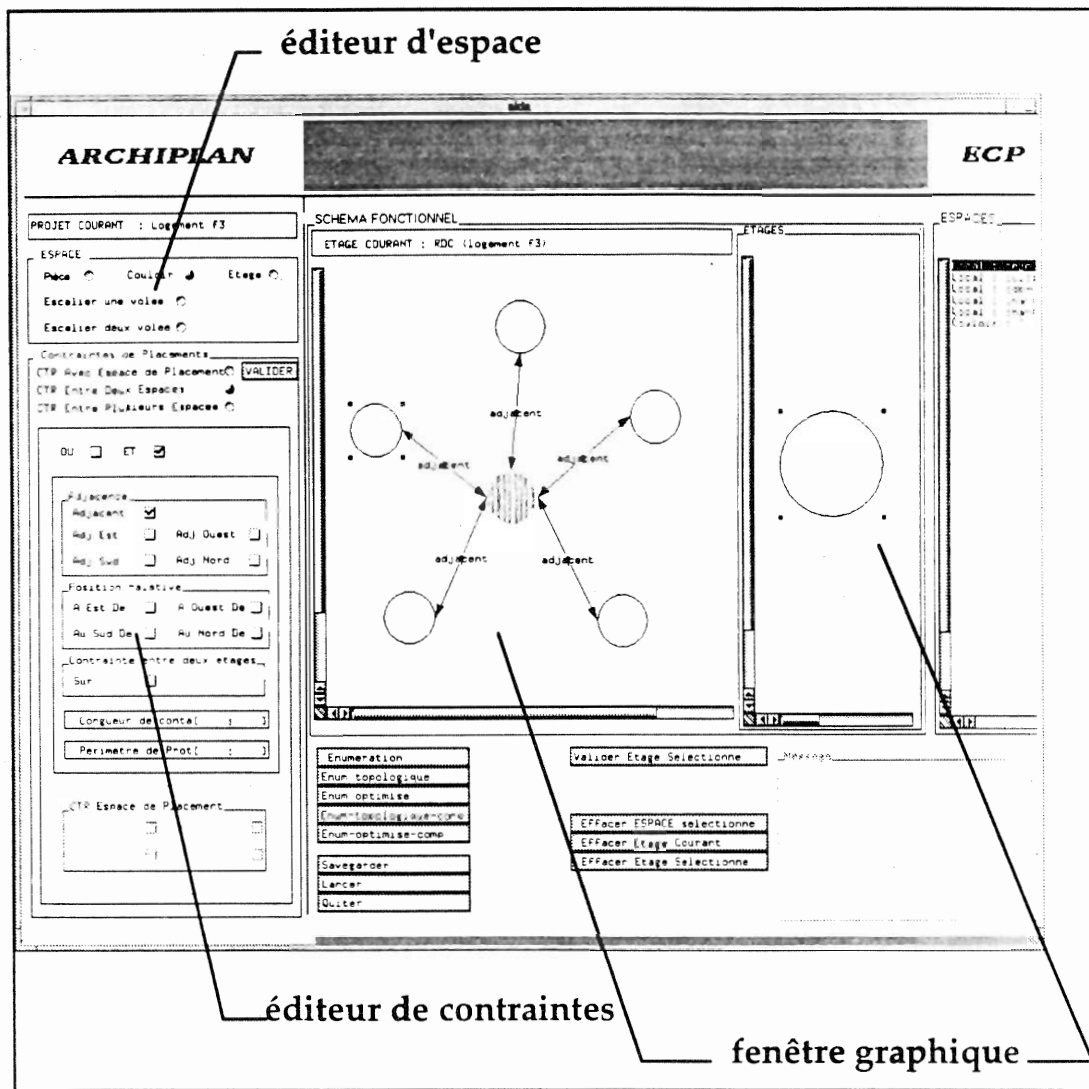 éditeur d'espace
aida
ARCHIPLAN
ECP
PROJET COURANT : Logement f3
SCHEMA FONCTIONNEL
ETAGES
ESPACES
ETAGE COURANT : RDC (logement f3)
ESPACE
Pièce Couloir Etage
Escalier une volee
Escalier deux volee
Local
Local
Local
Local
Couloir
Contraintes de Placements
CTR Avec Espace de Placement VALIDER
CTR Entre Deux Espaces
CTR Entre Plusieurs Espaces
OU ET
Adjacence
Adjacent
Adj Est Adj Ouest
Adj Sud Adj Nord
Position relative
A Est De A Ouest De
Au Sud De Au Nord De
Contrainte entre deux etages
Sur
Longueur de conta[ ; ]
Perimetre de Prot[ ; ]
CTR Espace de Placement
adjacent
adjacent
adjacent
adjacent
adjacent
Enumeration
Enum topologique
Enum optimise
Enum-topologique-comp
Enum-optimise-comp
Savegarder
Lancer
Quiter
Valider Etage Selectionne
Effacer ESPACE selectionne
Effacer Etage Courant
Effacer Etage Selectionne
Message
éditeur de contraintes
fenêtre graphique